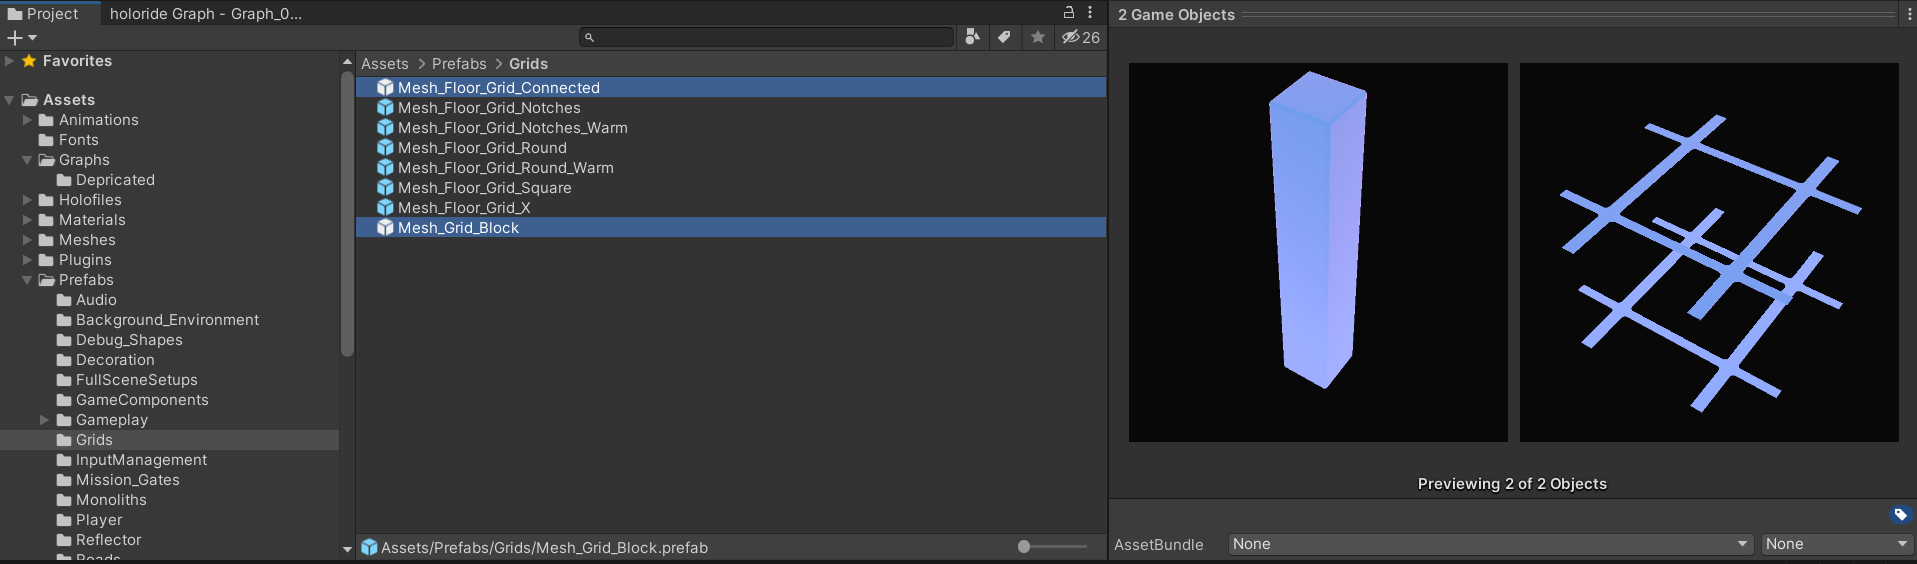 Project
holoride Graph - Graph_0...
26
Favorites
Assets
Animations
Fonts
Graphs
Depricated
Holofiles
Materials
Meshes
Plugins
Prefabs
Audio
Background_Environment
Debug_Shapes
Decoration
FullSceneSetups
GameComponents
Gameplay
Grids
InputManagement
Mission_Gates
Monoliths
Player
Reflector
Roads
Assets > Prefabs > Grids
Mesh_Floor_Grid_Connected
Mesh_Floor_Grid_Notches
Mesh_Floor_Grid_Notches_Warm
Mesh_Floor_Grid_Round
Mesh_Floor_Grid_Round_Warm
Mesh_Floor_Grid_Square
Mesh_Floor_Grid_X
Mesh_Grid_Block
Assets/Prefabs/Grids/Mesh_Grid_Block.prefab
2 Game Objects
Previewing 2 of 2 Objects
AssetBundle None None